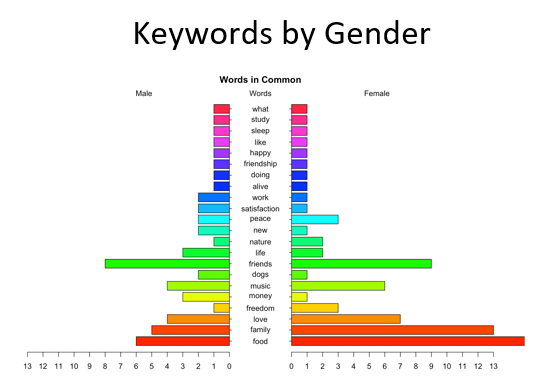 Keywords by Gender
Words in Common
Male Words Female
what
study
sleep
like
happy
friendship
doing
alive
work
satisfaction
peace
new
nature
life
friends
dogs
music
money
freedom
love
family
food
13 12 11 10 9 8 7 6 5 4 3 2 1 0 0 1 2 3 4 5 6 7 8 9 10 11 12 13